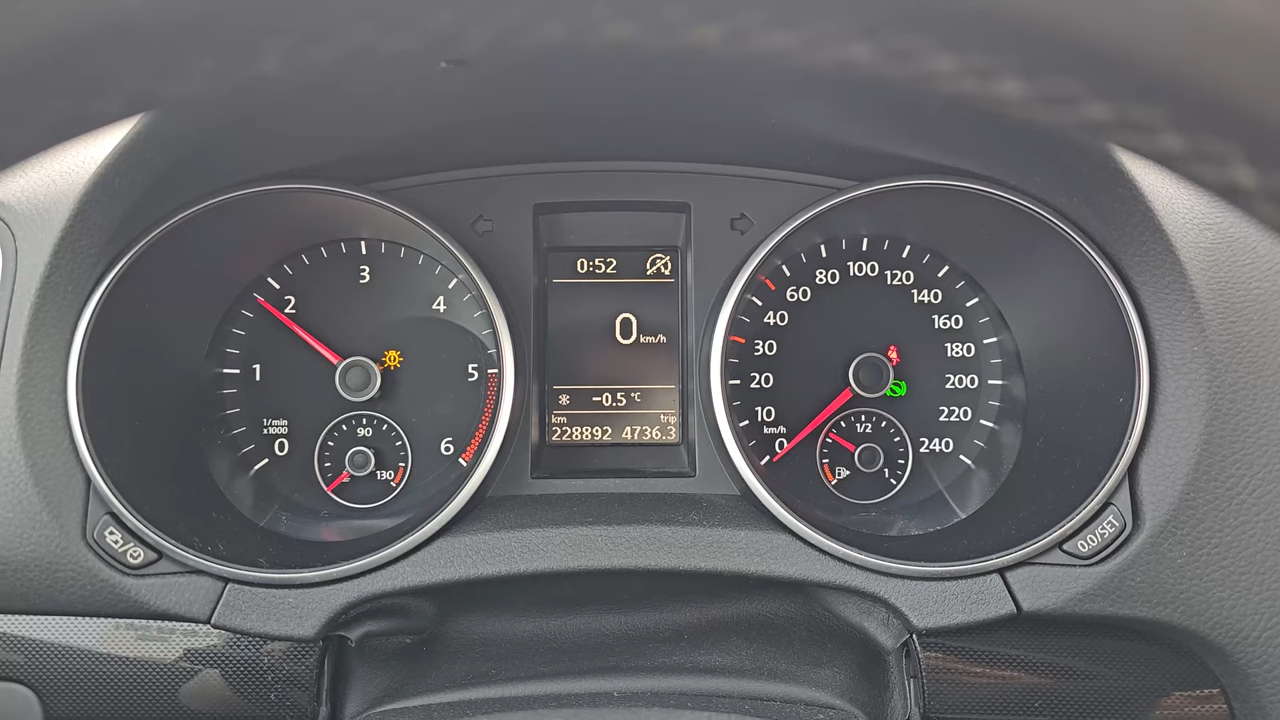 0:52
0 km/h
-0.5 °C
km trip
228892 4736.3
0 1 2 3 4 5 6
1/min
x1000
90
130
0 10 20 30 40 60 80 100 120 140 160 180 200 220 240
km/h
1/2
1
0.0/SET